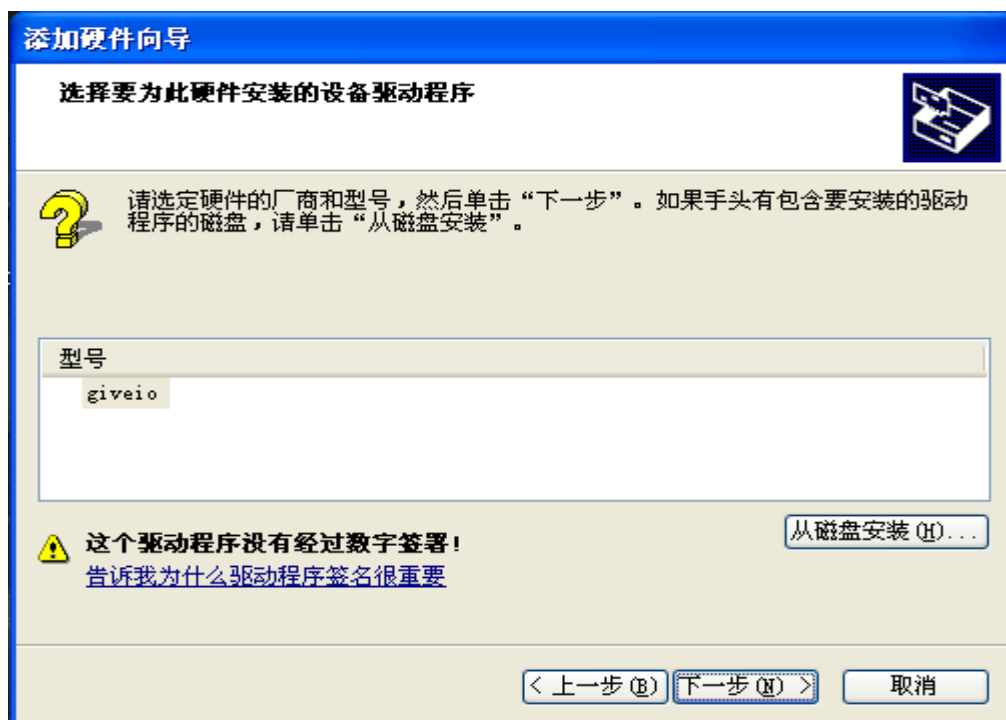 添加硬件向导
选择要为此硬件安装的设备驱动程序
请选定硬件的厂商和型号，然后单击“下一步”。如果手头有包含要安装的驱动
程序的磁盘，请单击“从磁盘安装”。
型号
giveio
这个驱动程序没有经过数字签署！
从磁盘安装(H)...
告诉我为什么驱动程序签名很重要
< 上一步(B)
下一步(N) >
取消